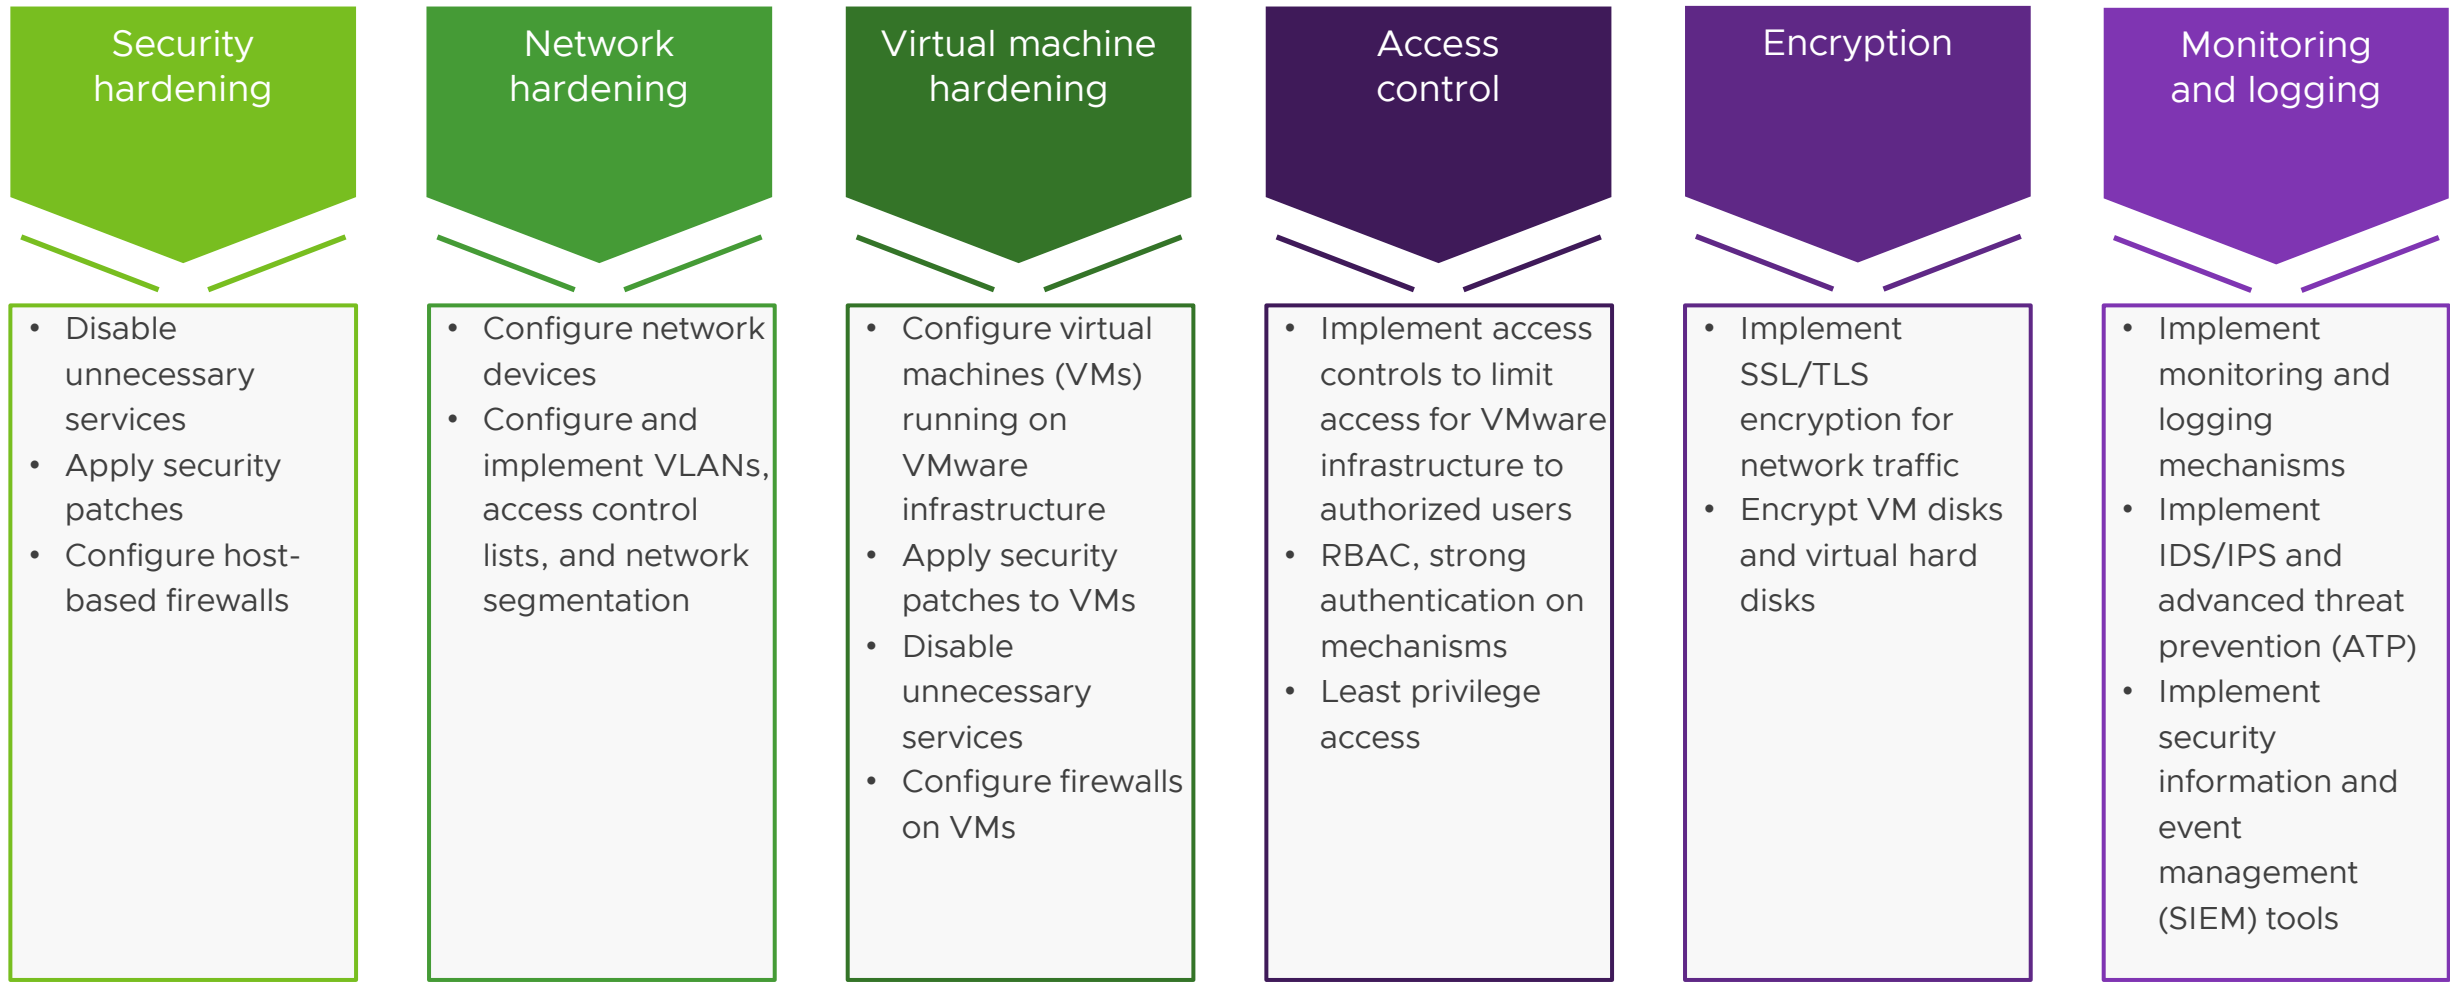 Security
hardening
• Disable
unnecessary
services
• Apply security
patches
• Configure host-
based firewalls
Network
hardening
• Configure network
devices
• Configure and
implement VLANs,
access control
lists, and network
segmentation
Virtual machine
hardening
• Configure virtual
machines (VMs)
running on
VMware
infrastructure
• Apply security
patches to VMs
• Disable
unnecessary
services
• Configure firewalls
on VMs
Access
control
• Implement access
controls to limit
access for VMware
infrastructure to
authorized users
• RBAC, strong
authentication on
mechanisms
• Least privilege
access
Encryption
• Implement
SSL/TLS
encryption for
network traffic
• Encrypt VM disks
and virtual hard
disks
Monitoring
and logging
• Implement
monitoring and
logging
mechanisms
• Implement
IDS/IPS and
advanced threat
prevention (ATP)
• Implement
security
information and
event
management
(SIEM) tools